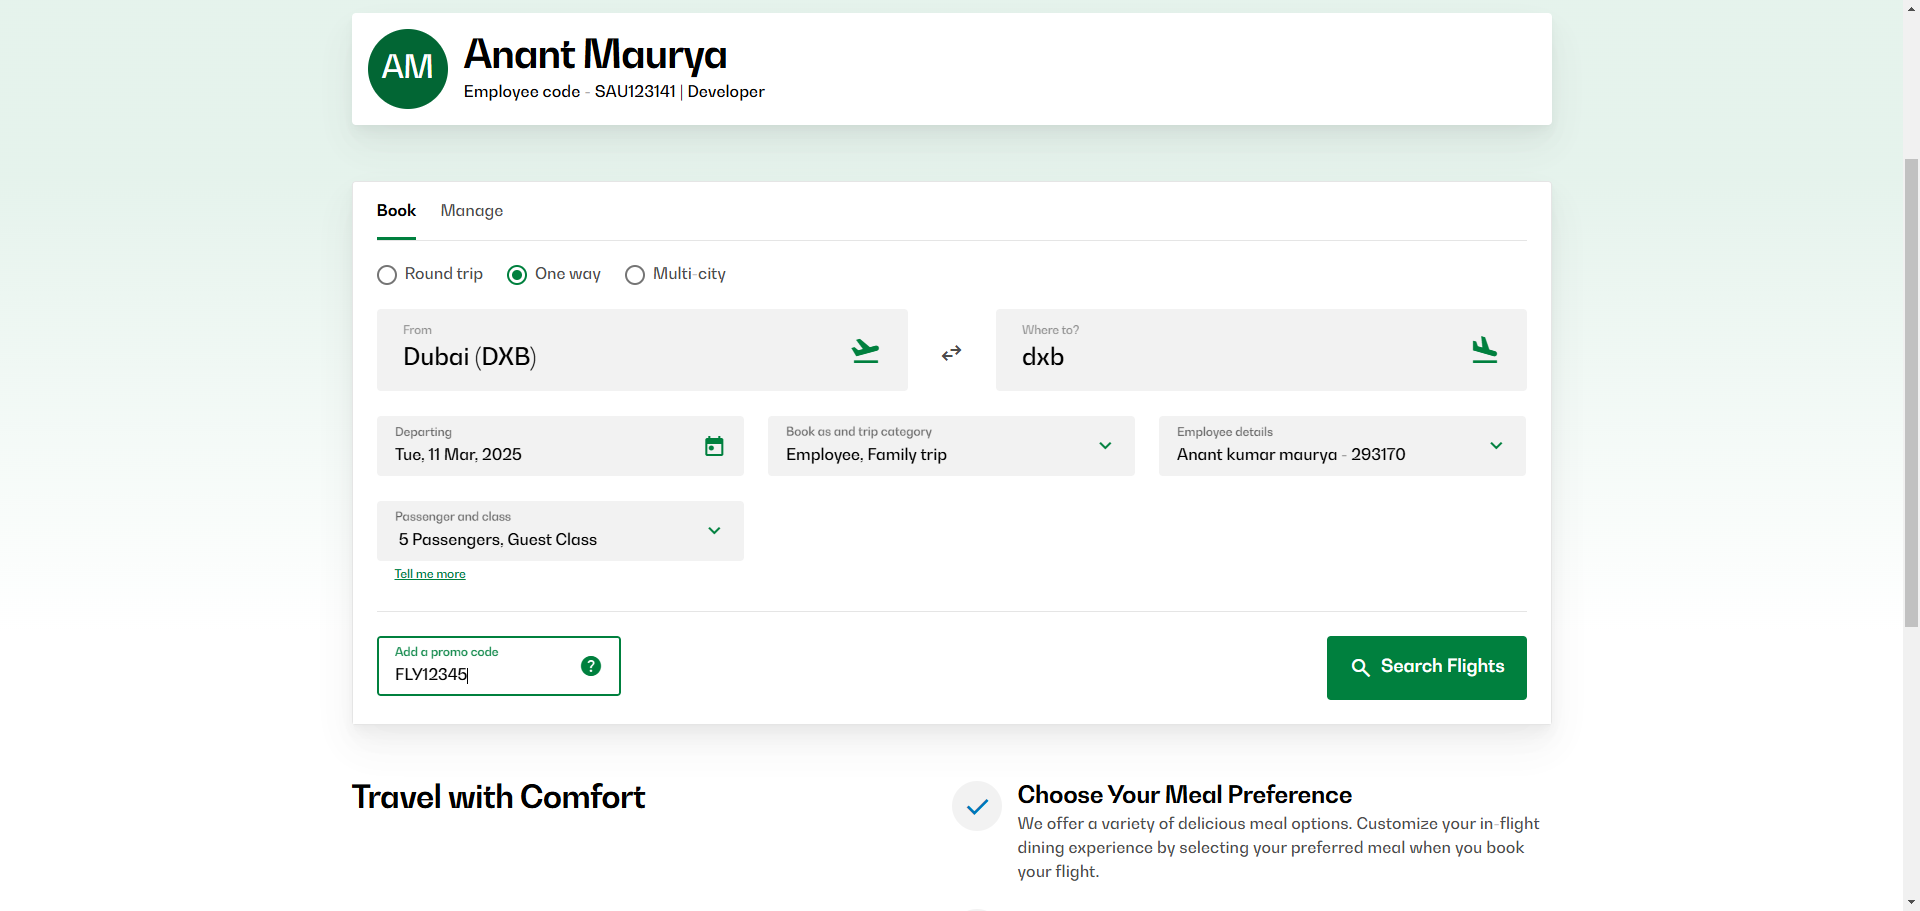 AM
Anant Maurya
Employee code - SAU123141 | Developer
Book Manage
Round trip One way Multi-city
From
Dubai (DXB)
Where to?
dxb
Departing
Tue, 11 Mar, 2025
Book as and trip category
Employee, Family trip
Employee details
Anant kumar maurya - 293170
Passenger and class
5 Passengers, Guest Class
Tell me more
Add a promo code
FLY12345
?
Search Flights
Travel with Comfort
Choose Your Meal Preference
We offer a variety of delicious meal options. Customize your in-flight
dining experience by selecting your preferred meal when you book
your flight.